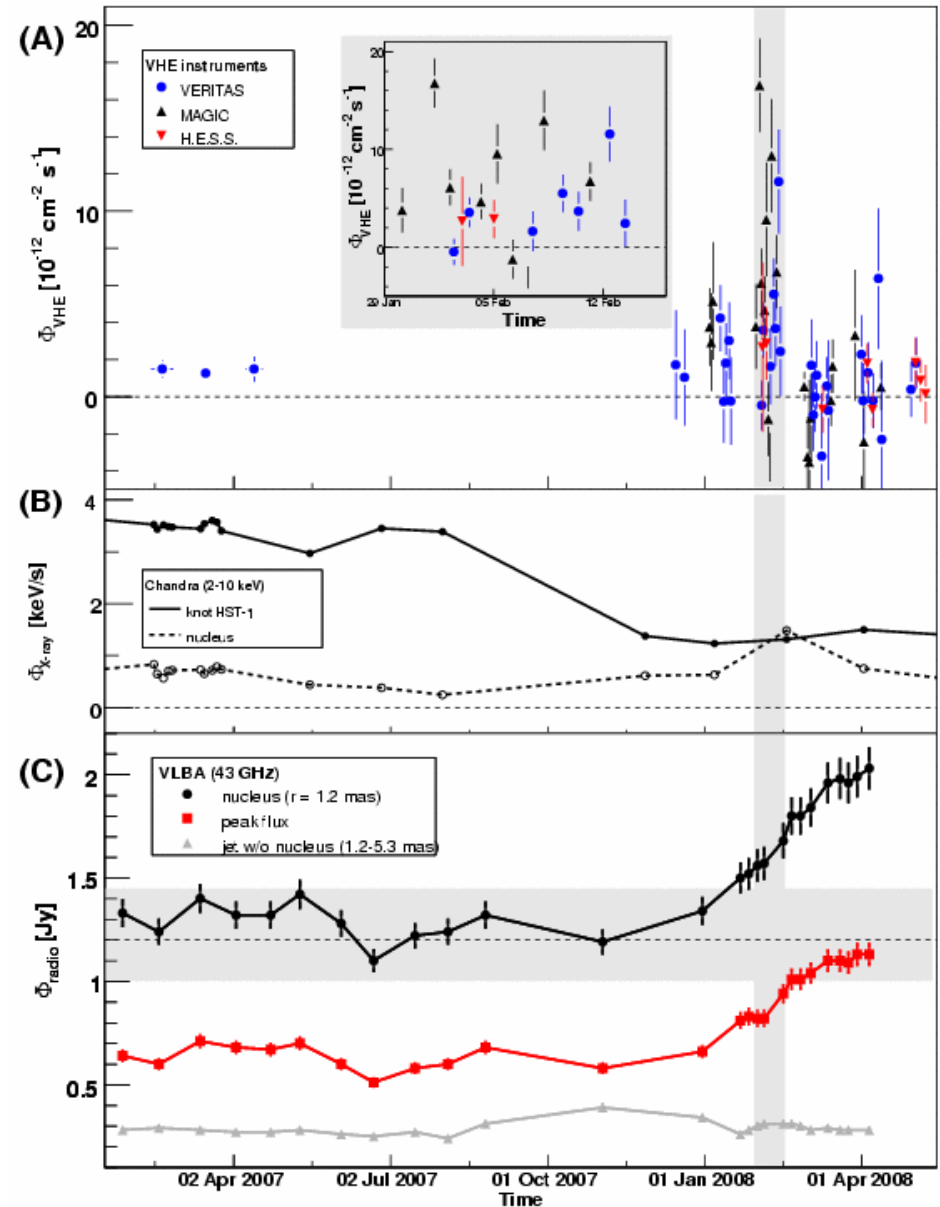 (A)
20
10
0
Φ_VHE [10^-12 cm^-2 s^-1]
VHE instruments
VERITAS
MAGIC
H.E.S.S.
20
10
0
Φ_VHE [10^-12 cm^-2 s^-1]
29 Jan 05 Feb 12 Feb
Time
(B)
4
2
0
Φ_X-ray [keV/s]
Chandra (2-10 keV)
knot HST-1
nucleus
(C)
2
1.5
1
0.5
Φ_radio [Jy]
VLBA (43 GHz)
nucleus (r = 1.2 mas)
peak flux
jet w/o nucleus (1.2-5.3 mas)
02 Apr 2007 02 Jul 2007 01 Oct 2007 01 Jan 2008 01 Apr 2008
Time